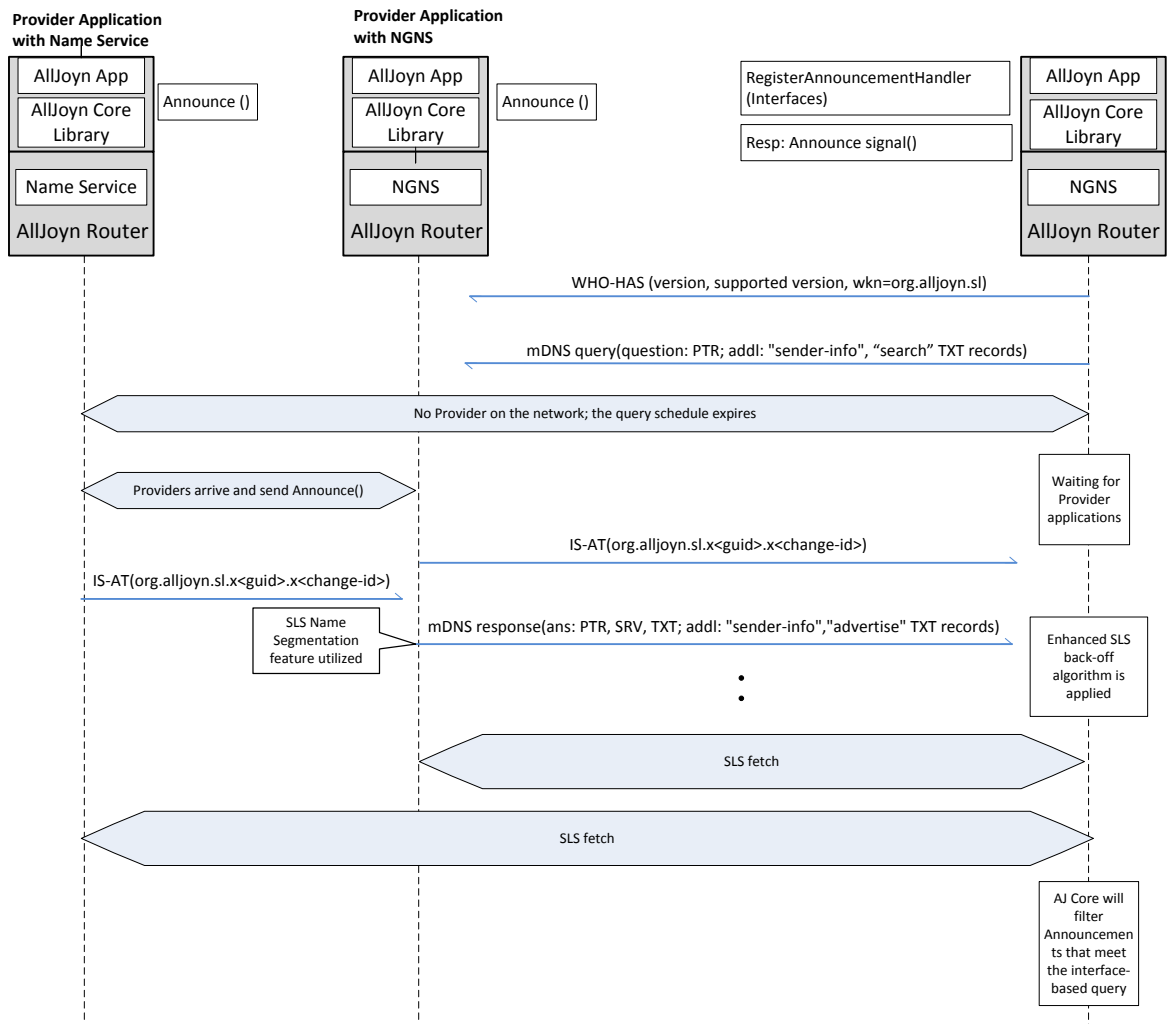 Provider Application
with Name Service
Provider Application
with NGNS
AllJoyn App
AllJoyn Core
Library
Name Service
AllJoyn Router
Announce ()
AllJoyn App
AllJoyn Core
Library
NGNS
AllJoyn Router
Announce ()
RegisterAnnouncementHandler
(Interfaces)
Resp: Announce signal()
AllJoyn App
AllJoyn Core
Library
NGNS
AllJoyn Router
WHO-HAS (version, supported version, wkn=org.alljoyn.sl)
mDNS query(question: PTR; addl: "sender-info", “search” TXT records)
No Provider on the network; the query schedule expires
Providers arrive and send Announce()
Waiting for
Provider
applications
IS-AT(org.alljoyn.sl.x<guid>.x<change-id>)
IS-AT(org.alljoyn.sl.x<guid>.x<change-id>)
SLS Name
Segmentation
feature utilized
mDNS response(ans: PTR, SRV, TXT; addl: "sender-info","advertise" TXT records)
Enhanced SLS
back-off
algorithm is
applied
SLS fetch
SLS fetch
AJ Core will
filter
Announcemen
ts that meet
the interface-
based query